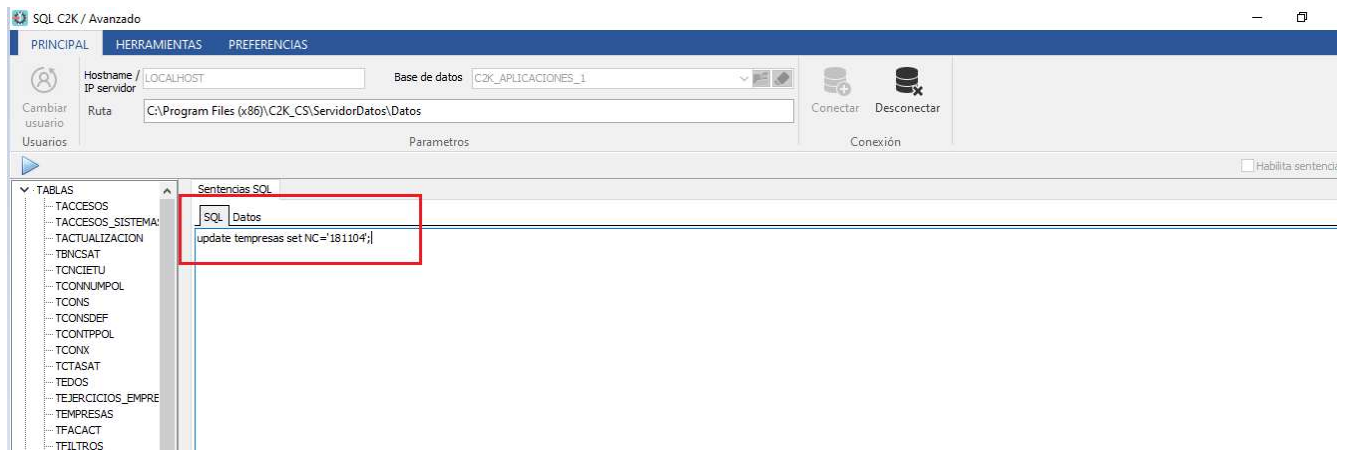 SQL C2K / Avanzado
PRINCIPAL HERRAMIENTAS PREFERENCIAS
Hostname / IP servidor LOCALHOST Base de datos C2K_APLICACIONES_1
Cambiar usuario Ruta C:\Program Files (x86)\C2K_CS\ServidorDatos\Datos Conectar Desconectar
Usuarios Parametros Conexión
Habilita sentencia
TABLAS Sentencias SQL
TACCESOS
TACCESOS_SISTEMA
SQL Datos
TACTUALIZACION
update tempresas set NC='181104';
TBNCSAT
TCNCIETU
TCONNUMPOL
TCONS
TCONSDEF
TCONTPPOL
TCONX
TCTASAT
TEDOS
TEJERCICIOS_EMPRE
TEMPRESAS
TFACACT
TFILTROS